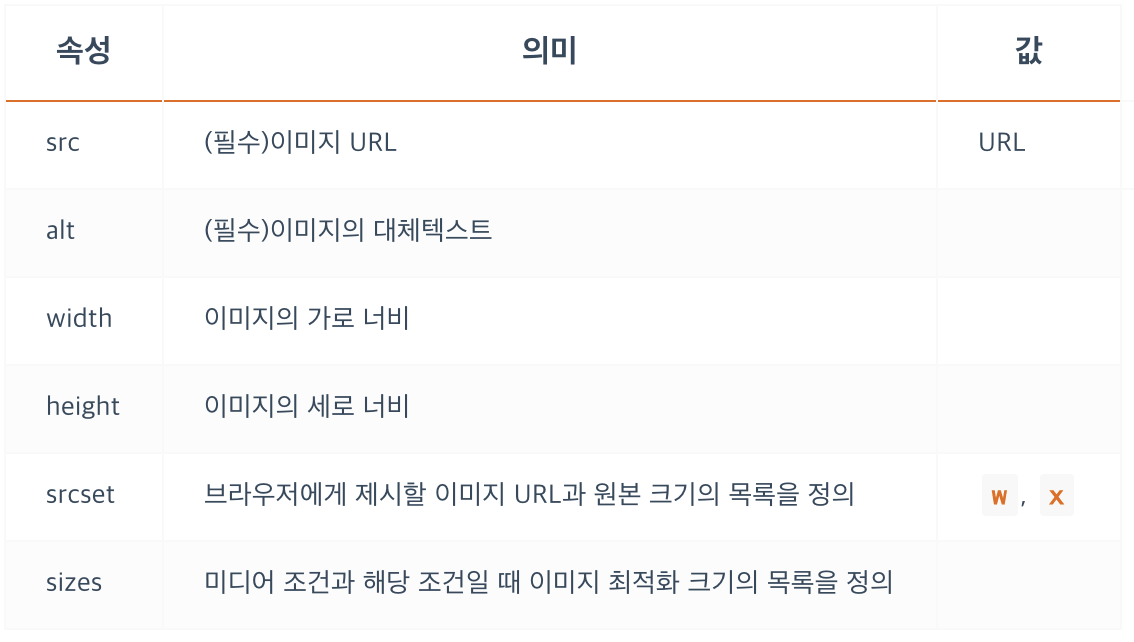 속성 의미 값
src (필수)이미지 URL URL
alt (필수)이미지의 대체텍스트
width 이미지의 가로 너비
height 이미지의 세로 너비
srcset 브라우저에게 제시할 이미지 URL과 원본 크기의 목록을 정의 w, x
sizes 미디어 조건과 해당 조건일 때 이미지 최적화 크기의 목록을 정의